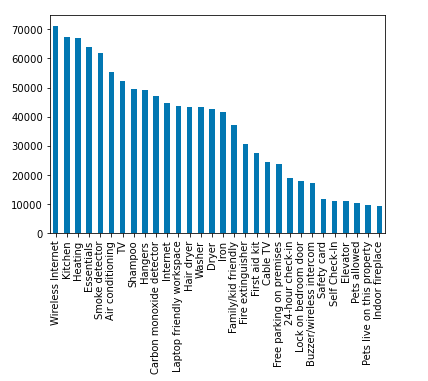 70000
60000
50000
40000
30000
20000
10000
0
Wireless Internet
Kitchen
Heating
Essentials
Smoke detector
Air conditioning
TV
Shampoo
Hangers
Carbon monoxide detector
Internet
Laptop friendly workspace
Hair dryer
Washer
Dryer
Iron
Family/kid friendly
Fire extinguisher
First aid kit
Cable TV
Free parking on premises
24-hour check-in
Lock on bedroom door
Buzzer/wireless intercom
Safety card
Self Check-In
Elevator
Pets allowed
Pets live on this property
Indoor fireplace